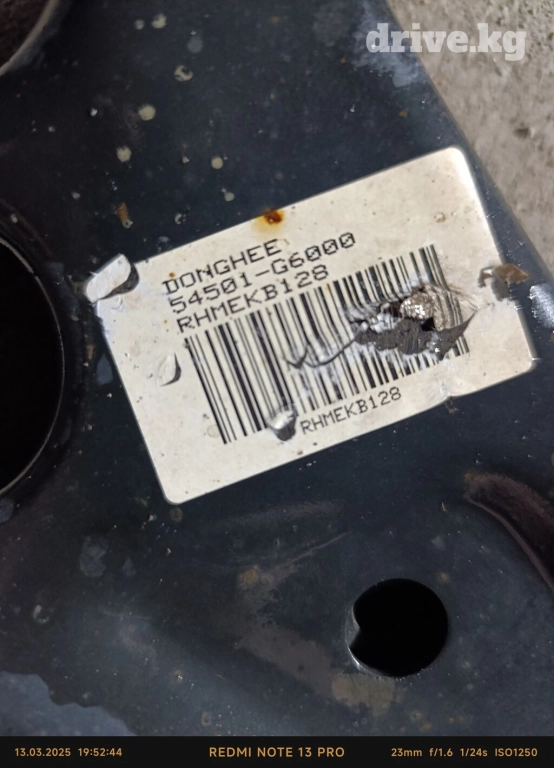 drive.kg
DONGHEE
54501-G6000
RHMEKB128
RHMEKB128
13.03.2025 19:52:44
REDMI NOTE 13 PRO
23mm f/1.6 1/24s ISO1250